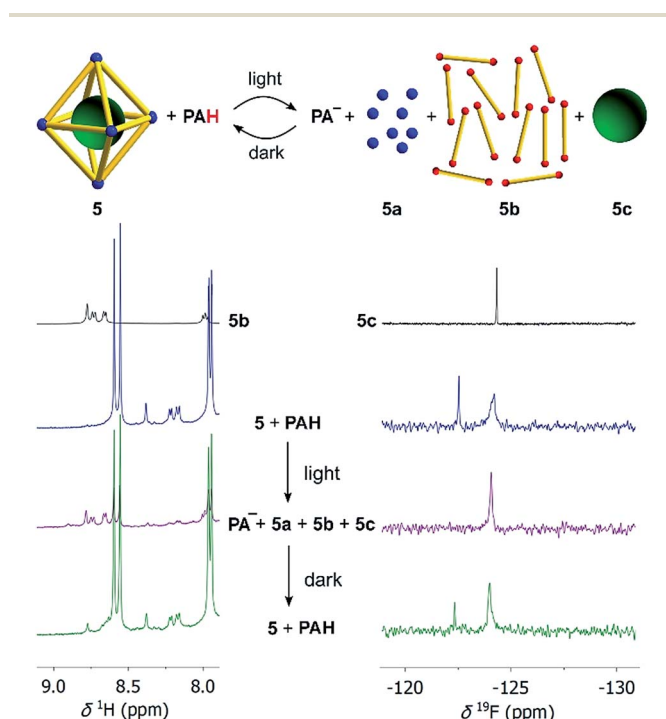 light
5 + PAH PA⁻ + 5a + 5b + 5c
dark
5 5a 5b 5c
5b 5c
5 + PAH
light
PA⁻ + 5a + 5b + 5c
dark
5 + PAH
9.0 8.5 8.0 -120 -125 -130
δ ¹H (ppm) δ ¹⁹F (ppm)